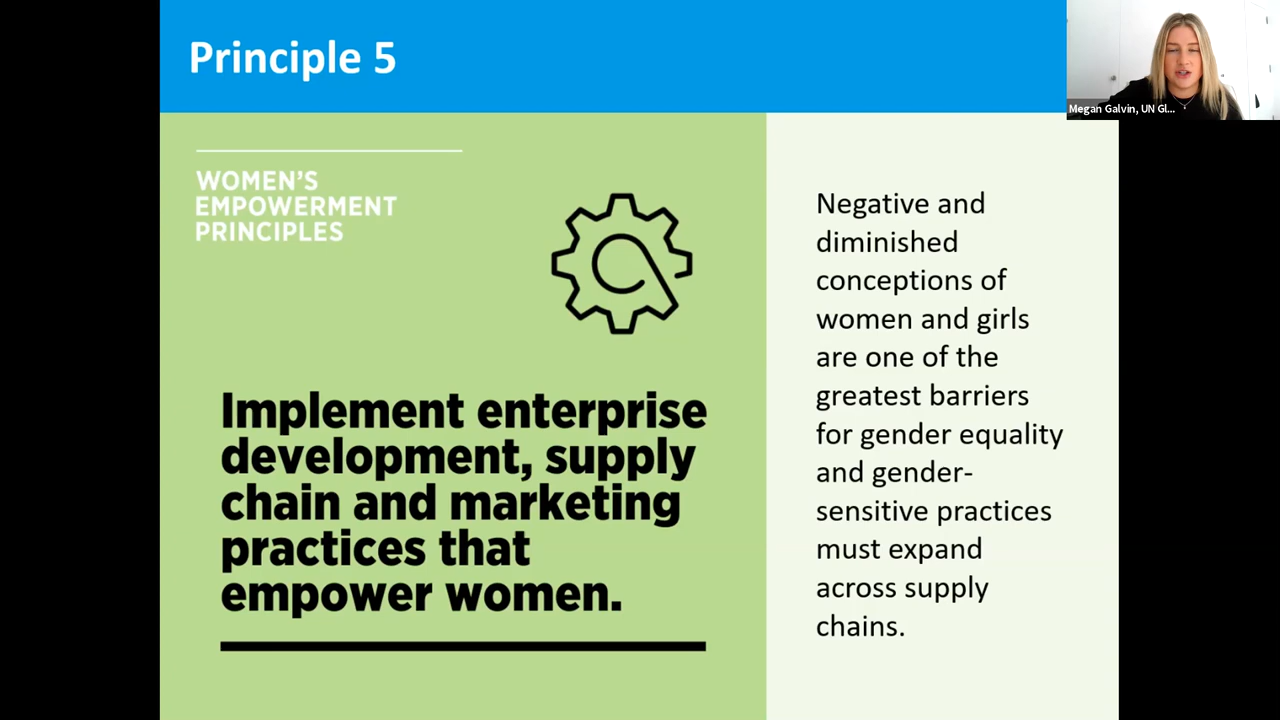 Principle 5
Megan Galvin, UN Gl...
WOMEN'S
EMPOWERMENT
PRINCIPLES
Implement enterprise
development, supply
chain and marketing
practices that
empower women.
Negative and
diminished
conceptions of
women and girls
are one of the
greatest barriers
for gender equality
and gender-
sensitive practices
must expand
across supply
chains.